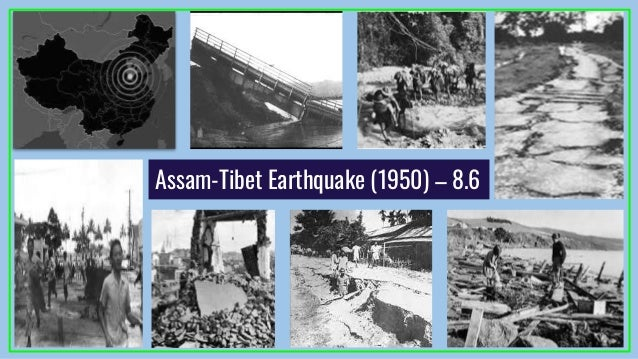 Assam-Tibet Earthquake (1950) – 8.6